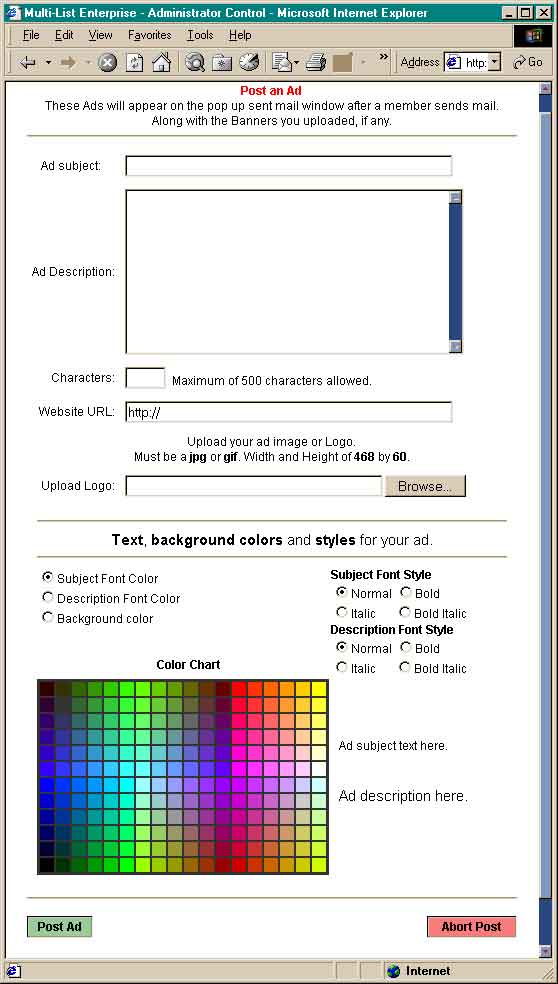 Multi-List Enterprise - Administrator Control - Microsoft Internet Explorer
File Edit View Favorites Tools Help
Address http: Go
Post an Ad
These Ads will appear on the pop up sent mail window after a member sends mail.
Along with the Banners you uploaded, if any.
Ad subject:
Ad Description:
Characters: Maximum of 500 characters allowed.
Website URL: http://
Upload your ad image or Logo.
Must be a jpg or gif. Width and Height of 468 by 60.
Upload Logo: Browse...
Text, background colors and styles for your ad.
Subject Font Color
Description Font Color
Background color
Subject Font Style
Normal Bold
Italic Bold Italic
Description Font Style
Normal Bold
Italic Bold Italic
Color Chart
Ad subject text here.
Ad description here.
Post Ad Abort Post
Internet